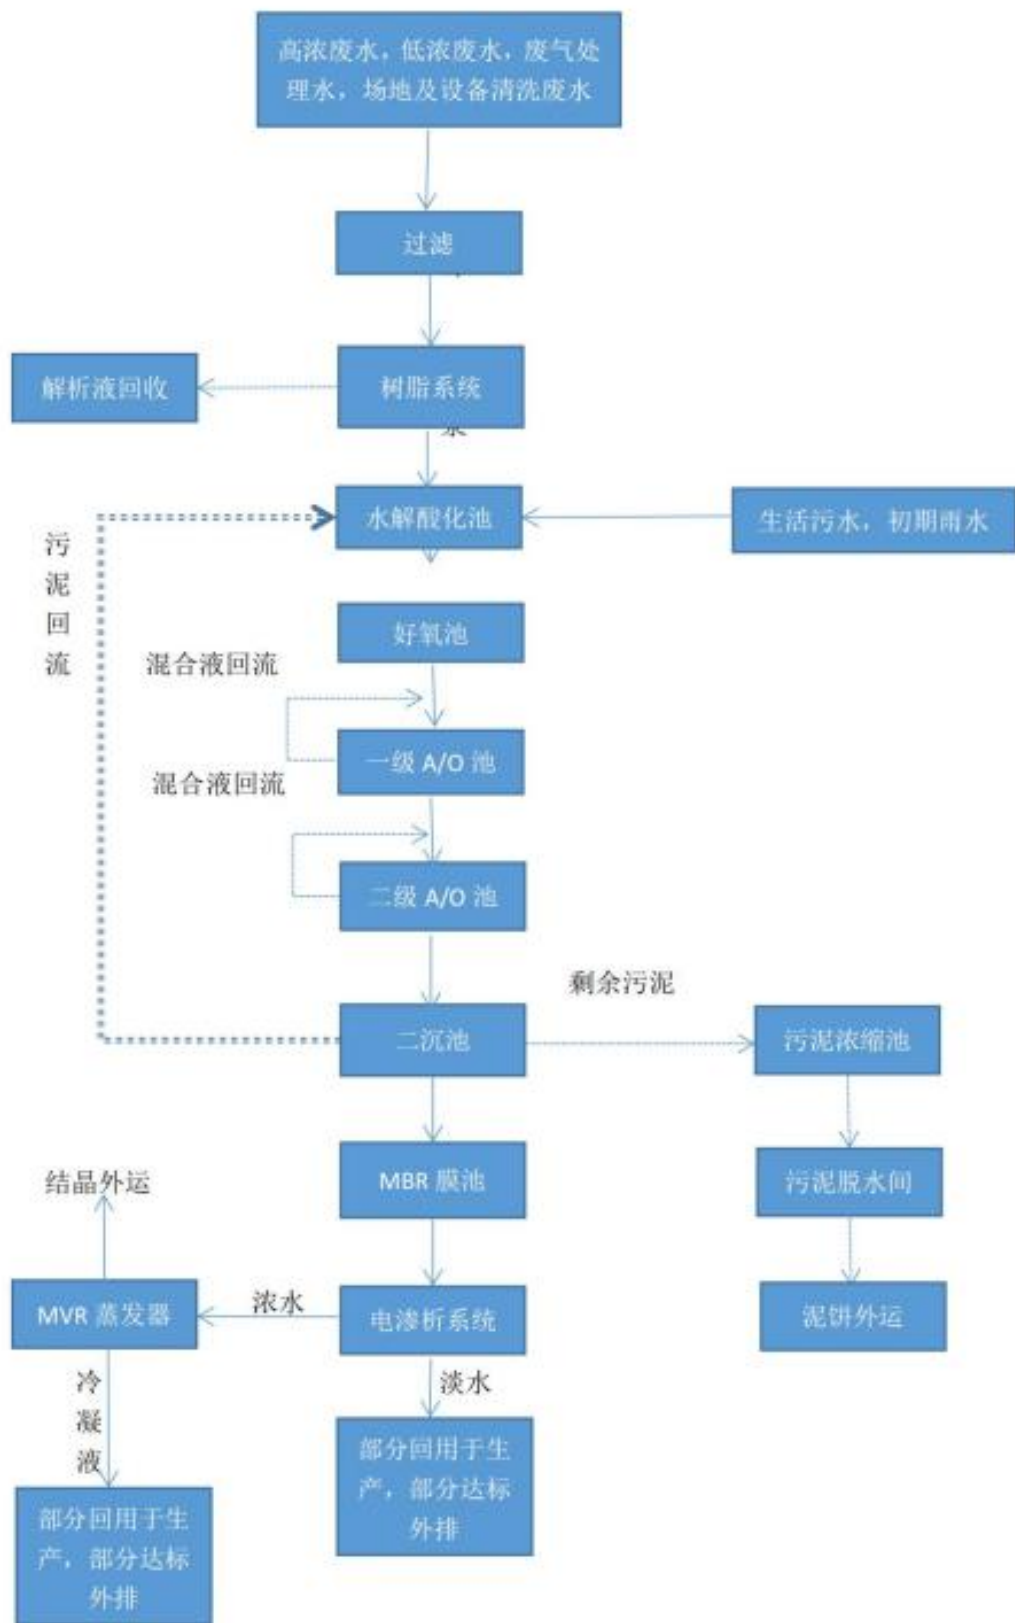 高浓废水，低浓废水，废气处
理水，场地及设备清洗废水
过滤
解析液回收
树脂系统
水解酸化池
生活污水，初期雨水
污
泥
回
流
好氧池
混合液回流
一级 A/O 池
混合液回流
二级 A/O 池
剩余污泥
二沉池
污泥浓缩池
结晶外运
MBR 膜池
污泥脱水间
MVR 蒸发器
浓水
电渗析系统
泥饼外运
冷
凝
液
淡水
部分回用于生
产，部分达标
外排
部分回用于生
产，部分达标
外排